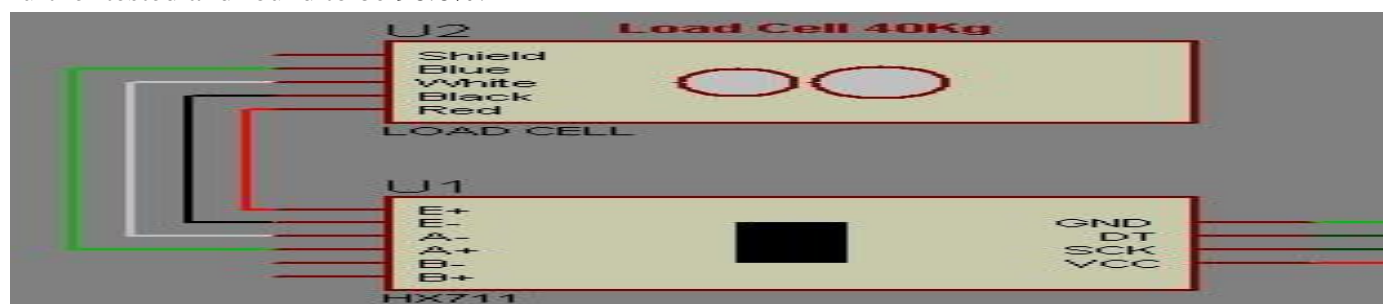 U2 Load Cell 40Kg
Shield
Blue
White
Black
Red
LOAD CELL
U1
E+
E-
A-
A+
B-
B+
GND
DT
SCK
VCC
HX711